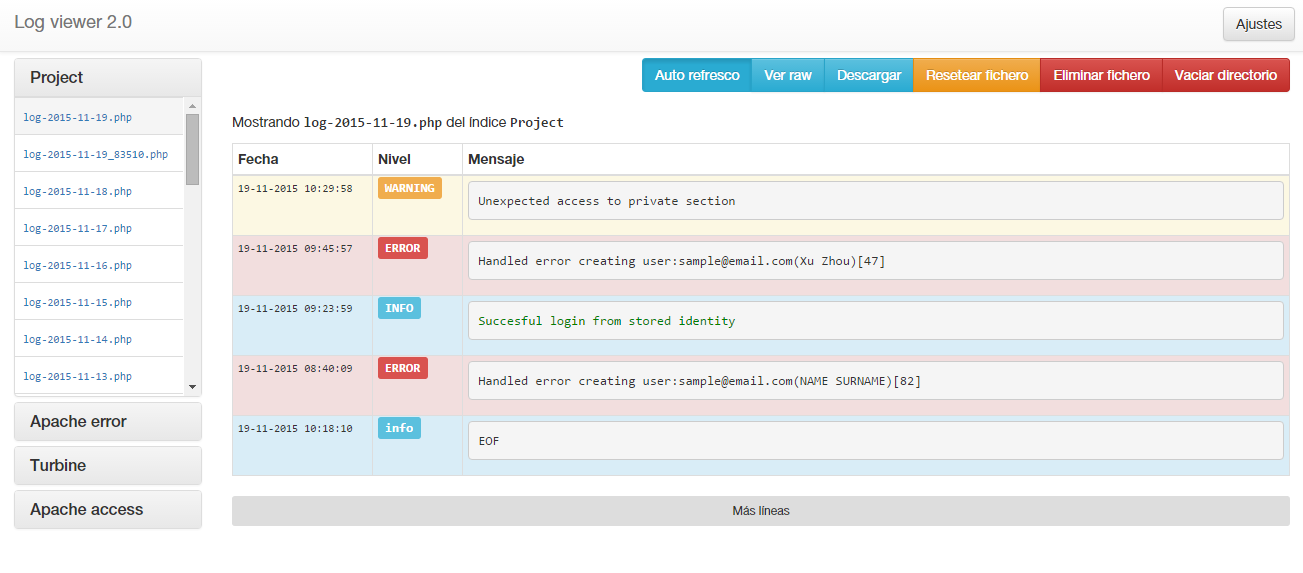 Log viewer 2.0
Ajustes
Project
log-2015-11-19.php
log-2015-11-19_83510.php
log-2015-11-18.php
log-2015-11-17.php
log-2015-11-16.php
log-2015-11-15.php
log-2015-11-14.php
log-2015-11-13.php
Apache error
Turbine
Apache access
Auto refresco Ver raw Descargar Resetear fichero Eliminar fichero Vaciar directorio
Mostrando log-2015-11-19.php del índice Project
Fecha Nivel Mensaje
19-11-2015 10:29:58 WARNING Unexpected access to private section
19-11-2015 09:45:57 ERROR Handled error creating user:sample@email.com(Xu Zhou)[47]
19-11-2015 09:23:59 INFO Succesful login from stored identity
19-11-2015 08:40:09 ERROR Handled error creating user:sample@email.com(NAME SURNAME)[82]
19-11-2015 10:18:10 info EOF
Más líneas